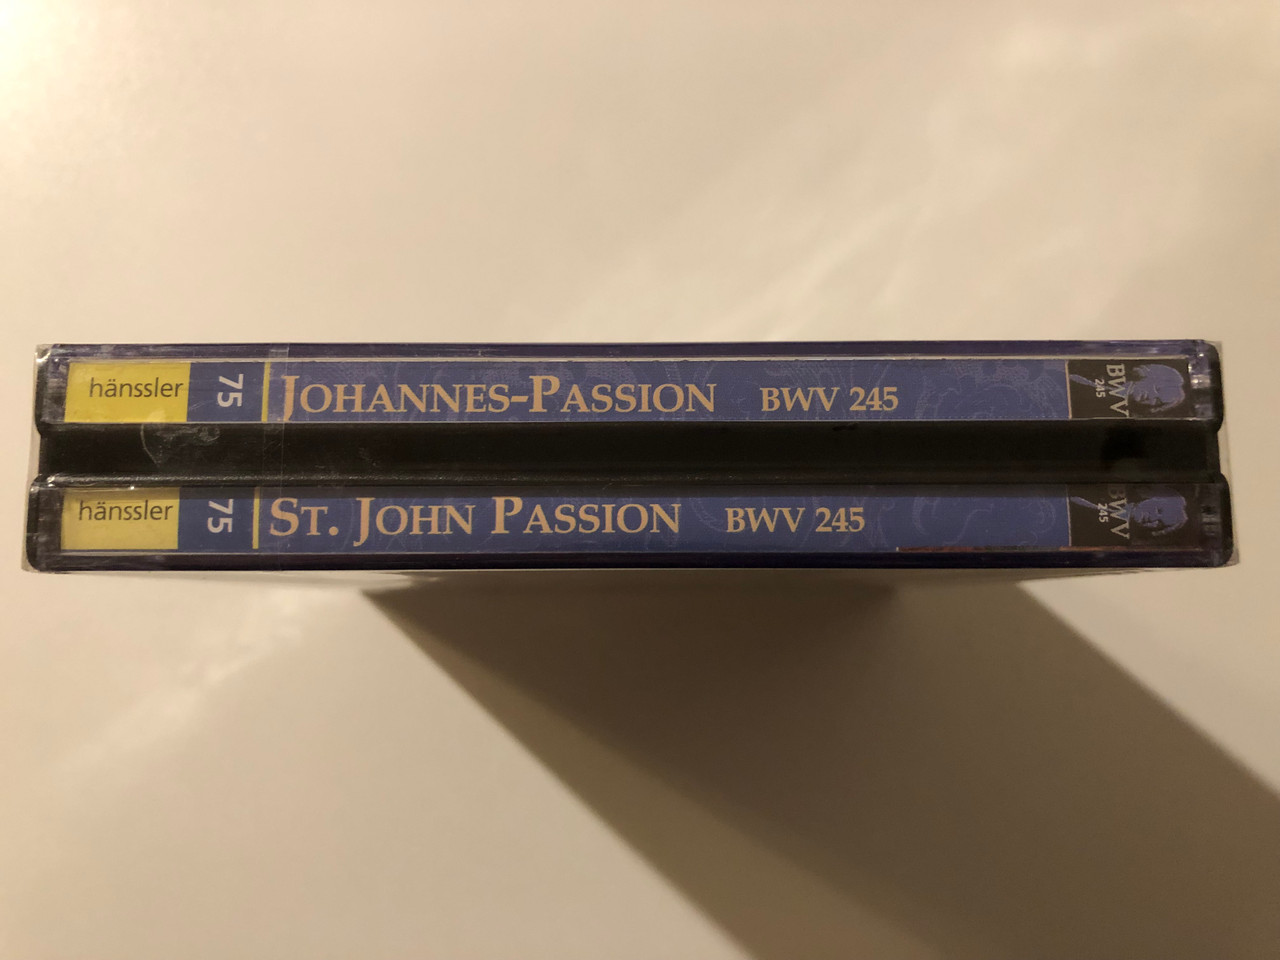 hänssler 75 JOHANNES-PASSION BWV 245 BWV 245
hänssler 75 ST. JOHN PASSION BWV 245 BWV 245